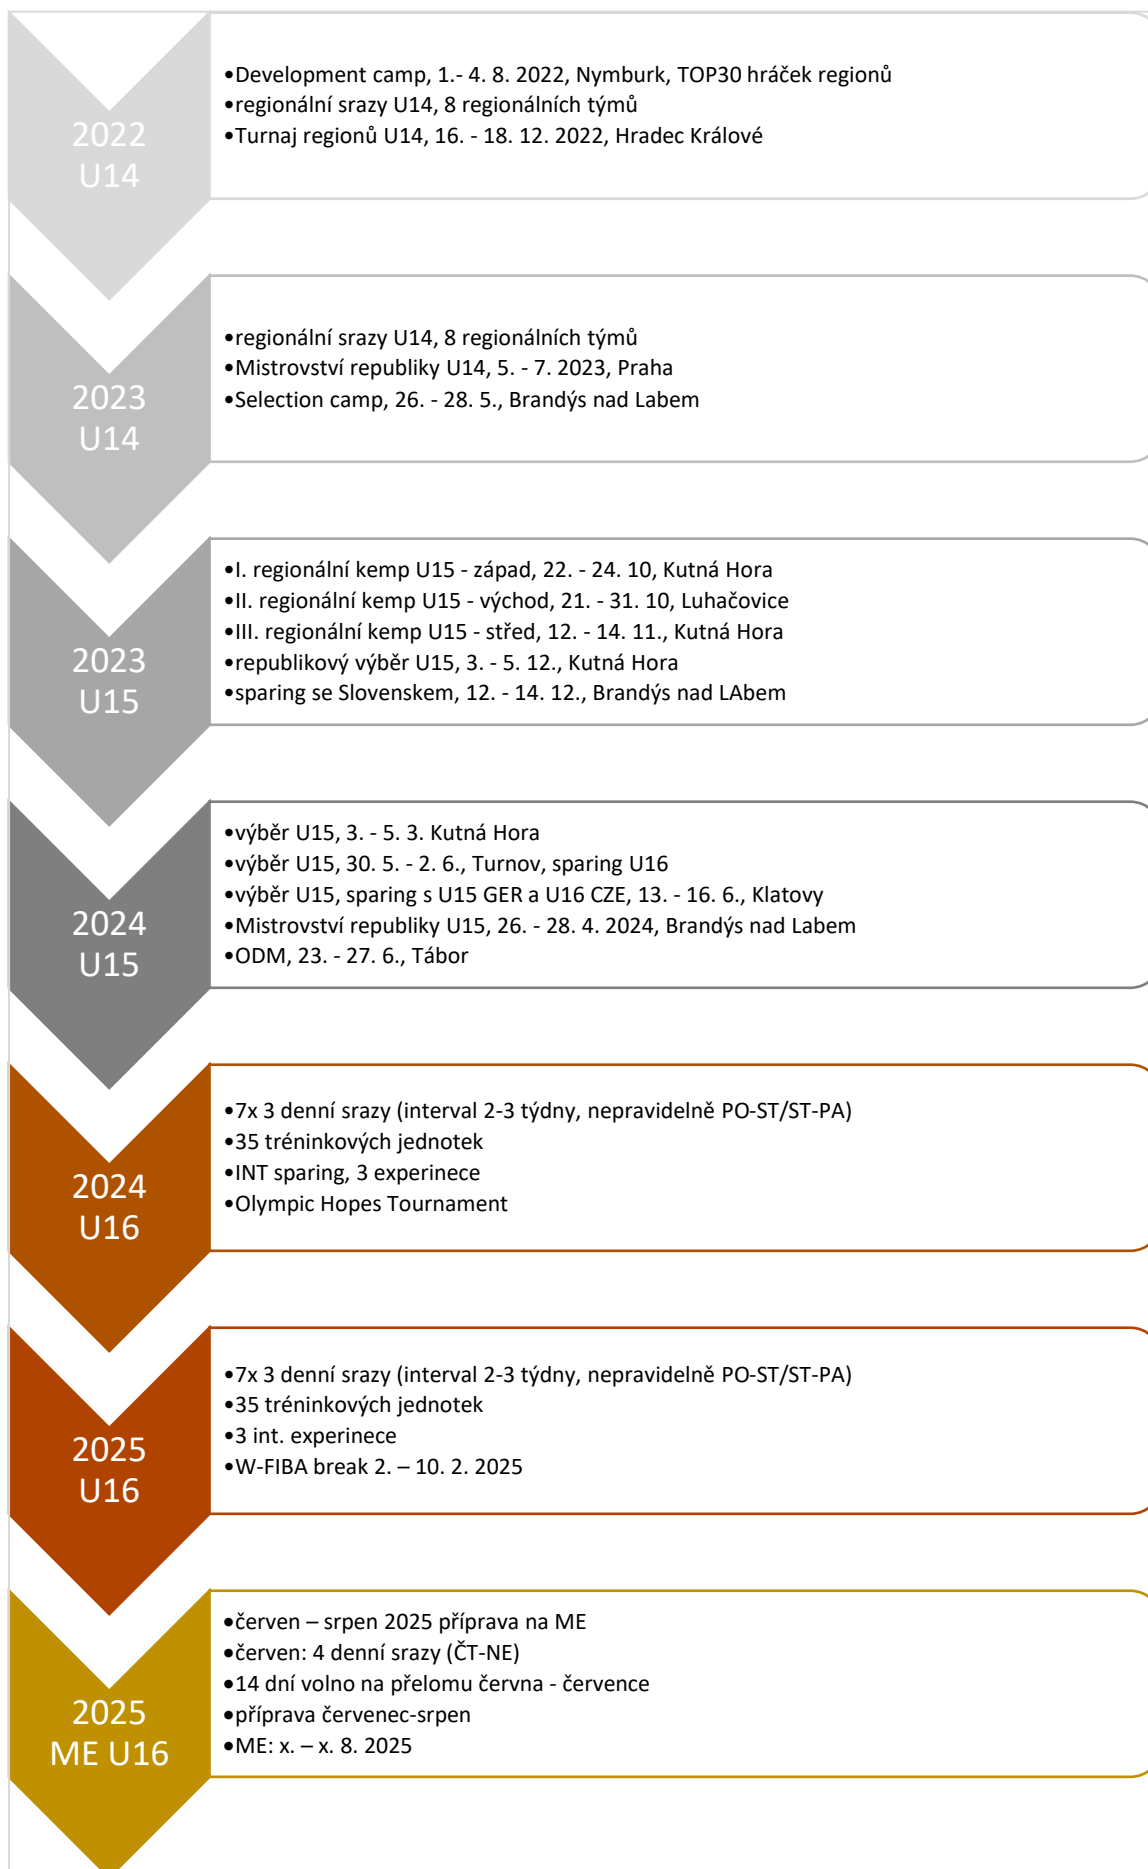 2022
U14
•Development camp, 1.- 4. 8. 2022, Nymburk, TOP30 hráček regionů
•regionální srazy U14, 8 regionálních týmů
•Turnaj regionů U14, 16. - 18. 12. 2022, Hradec Králové
2023
U14
•regionální srazy U14, 8 regionálních týmů
•Mistrovství republiky U14, 5. - 7. 2023, Praha
•Selection camp, 26. - 28. 5., Brandýs nad Labem
2023
U15
•I. regionální kemp U15 - západ, 22. - 24. 10, Kutná Hora
•II. regionální kemp U15 - východ, 21. - 31. 10, Luhačovice
•III. regionální kemp U15 - střed, 12. - 14. 11., Kutná Hora
•republikový výběr U15, 3. - 5. 12., Kutná Hora
•sparing se Slovenskem, 12. - 14. 12., Brandýs nad LAbem
2024
U15
•výběr U15, 3. - 5. 3. Kutná Hora
•výběr U15, 30. 5. - 2. 6., Turnov, sparing U16
•výběr U15, sparing s U15 GER a U16 CZE, 13. - 16. 6., Klatovy
•Mistrovství republiky U15, 26. - 28. 4. 2024, Brandýs nad Labem
•ODM, 23. - 27. 6., Tábor
2024
U16
•7x 3 denní srazy (interval 2-3 týdny, nepravidelně PO-ST/ST-PA)
•35 tréninkových jednotek
•INT sparing, 3 experinece
•Olympic Hopes Tournament
2025
U16
•7x 3 denní srazy (interval 2-3 týdny, nepravidelně PO-ST/ST-PA)
•35 tréninkových jednotek
•3 int. experinece
•W-FIBA break 2. – 10. 2. 2025
2025
ME U16
•červen – srpen 2025 příprava na ME
•červen: 4 denní srazy (ČT-NE)
•14 dní volno na přelomu června - července
•příprava červenec-srpen
•ME: x. – x. 8. 2025